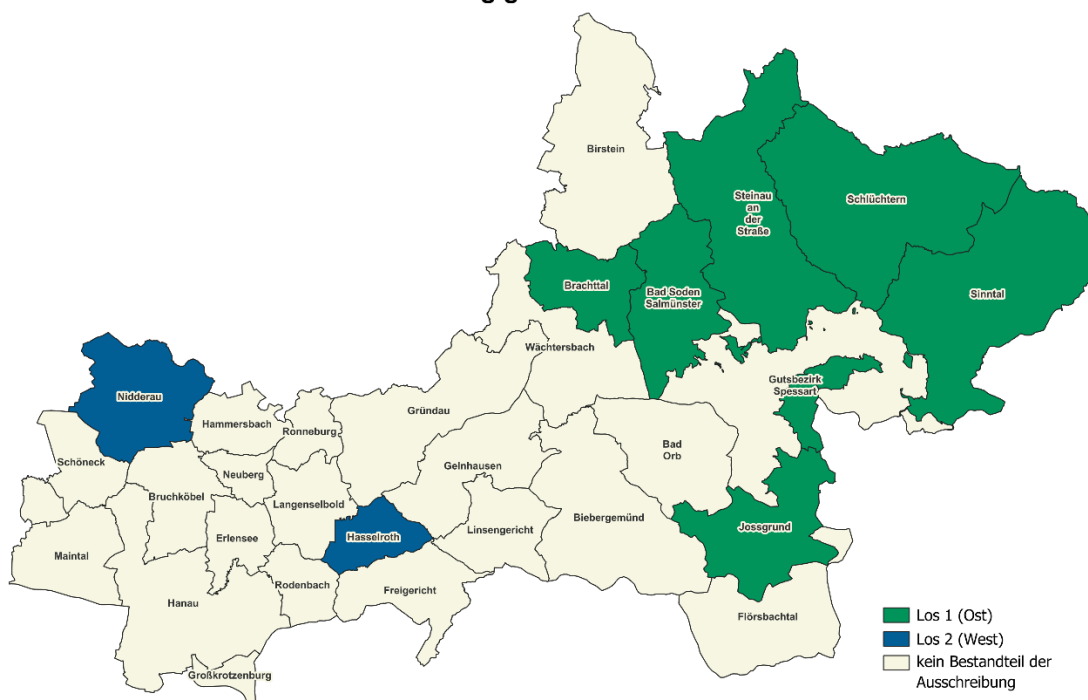 Birstein
Steinau
an
der
Straße
Schlüchtern
Brachttal
Bad Soden
Salmünster
Sinntal
Wächtersbach
Nidderau
Gutsbezirk
Spessart
Hammersbach
Ronneburg
Gründau
Bad
Orb
Schöneck
Neuberg
Gelnhausen
Bruchköbel
Langenselbold
Biebergemünd
Erlensee
Hasselroth
Linsengericht
Jossgrund
Maintal
Rodenbach
Freigericht
Hanau
Flörsbachtal
Großkrotzenburg
Los 1 (Ost)
Los 2 (West)
kein Bestandteil der
Ausschreibung